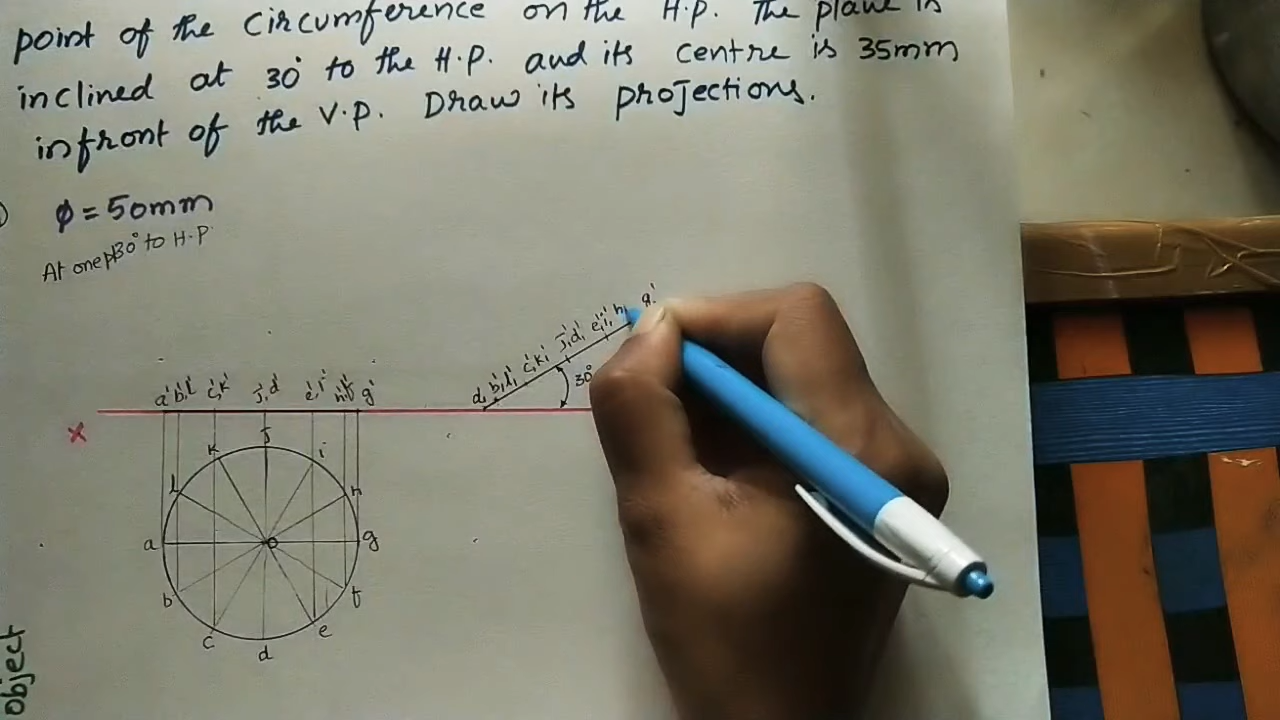 point of the circumference on the H.p. The plane is
inclined at 30° to the H.P. and its centre is 35mm
infront of the V.P. Draw its projections.
ϕ = 50mm
30° to H.P
At one
g'
e' i'
j' d'
c' k'
b' l'
30°
a' b' l' c' k' j' d e' i' g'
X
j
k i
l h
a o g
b f
c e
d
object